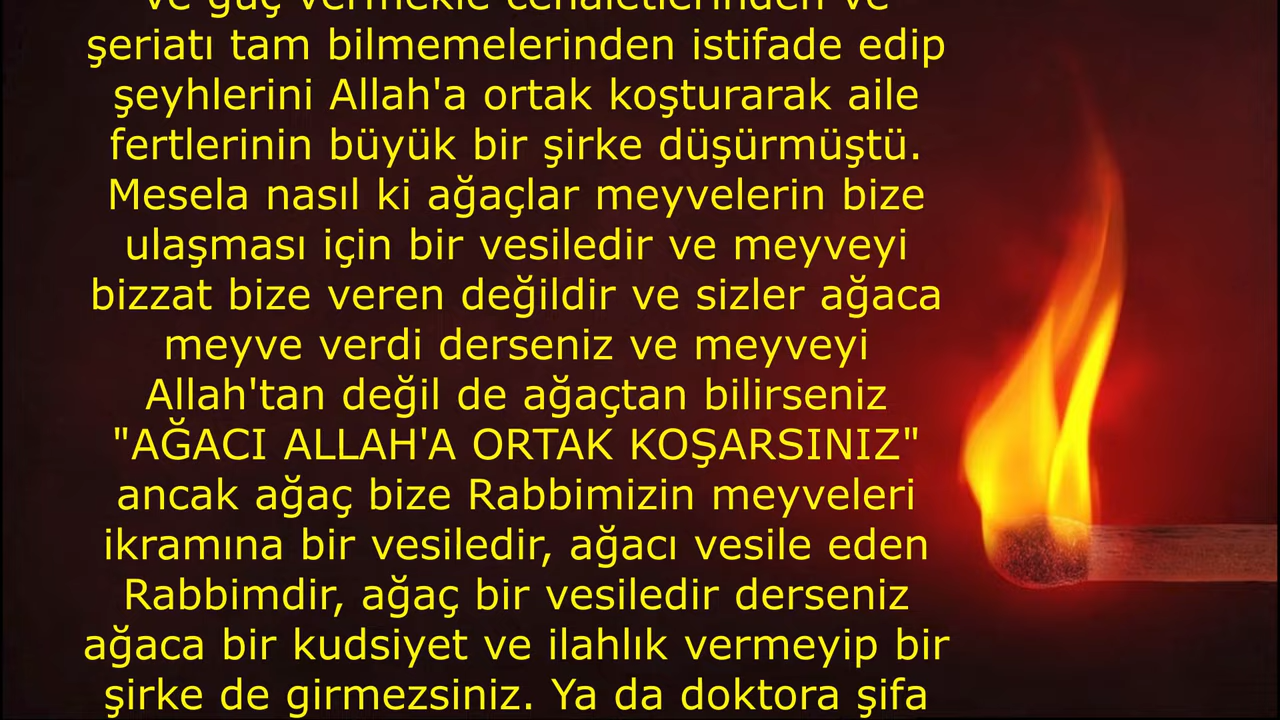 ve güç vermekle cehaletlerinden ve
şeriatı tam bilmemelerinden istifade edip
şeyhlerini Allah'a ortak koşturarak aile
fertlerinin büyük bir şirke düşürmüştü.
Mesela nasıl ki ağaçlar meyvelerin bize
ulaşması için bir vesiledir ve meyveyi
bizzat bize veren değildir ve sizler ağaca
meyve verdi derseniz ve meyveyi
Allah'tan değil de ağaçtan bilirseniz
"AĞACI ALLAH'A ORTAK KOŞARSINIZ"
ancak ağaç bize Rabbimizin meyveleri
ikramına bir vesiledir, ağacı vesile eden
Rabbimdir, ağaç bir vesiledir derseniz
ağaca bir kudsiyet ve ilahlık vermeyip bir
şirke de girmezsiniz. Ya da doktora şifa